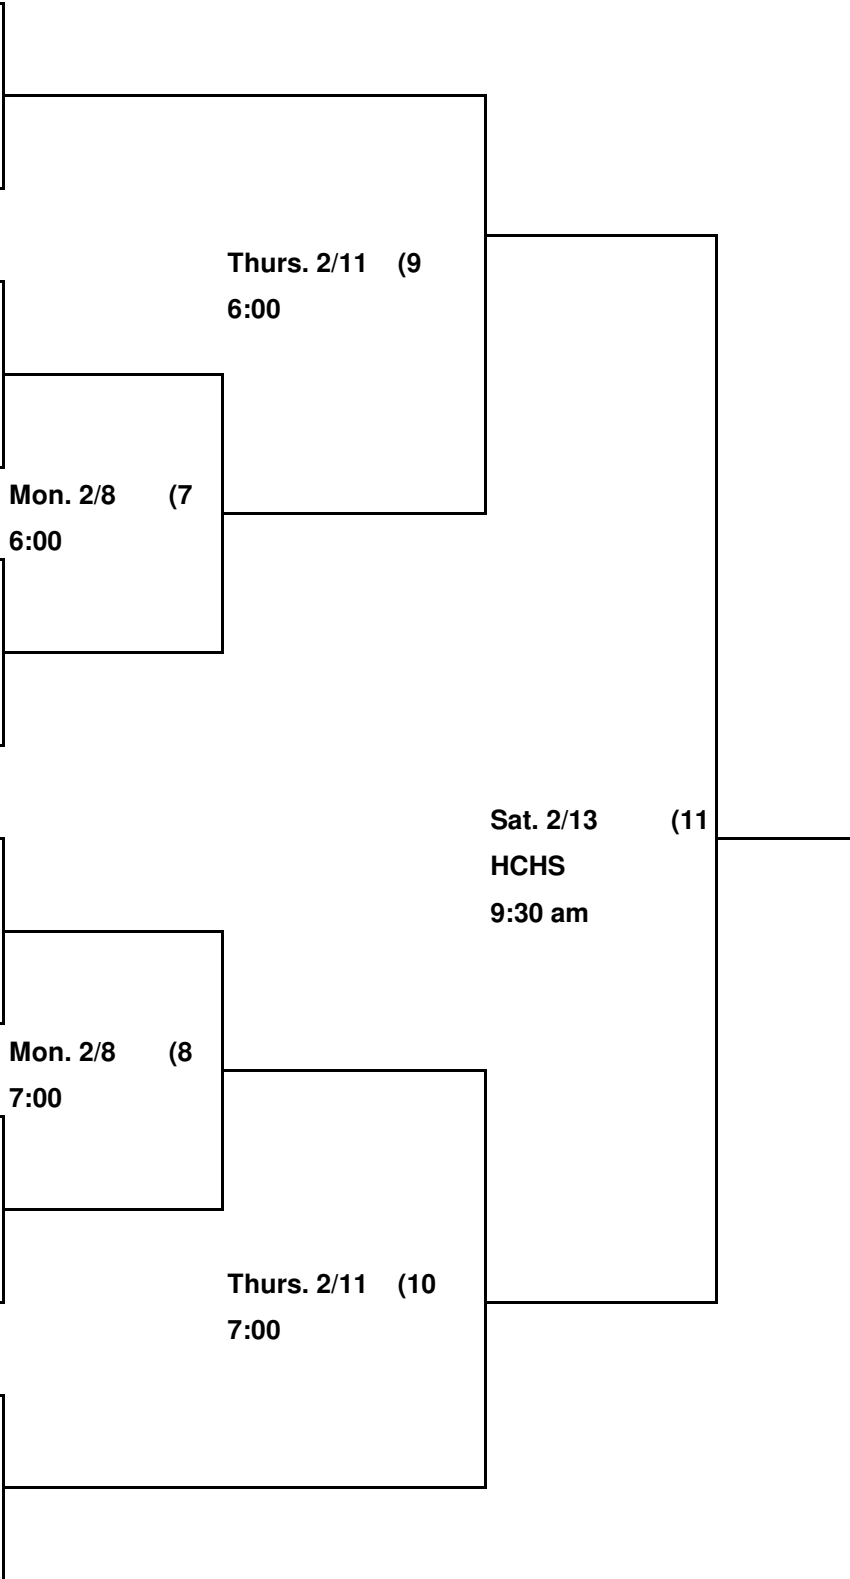 Thurs. 2/11 (9
6:00
Mon. 2/8 (7
6:00
Sat. 2/13 (11
HCHS
9:30 am
Mon. 2/8 (8
7:00
Thurs. 2/11 (10
7:00